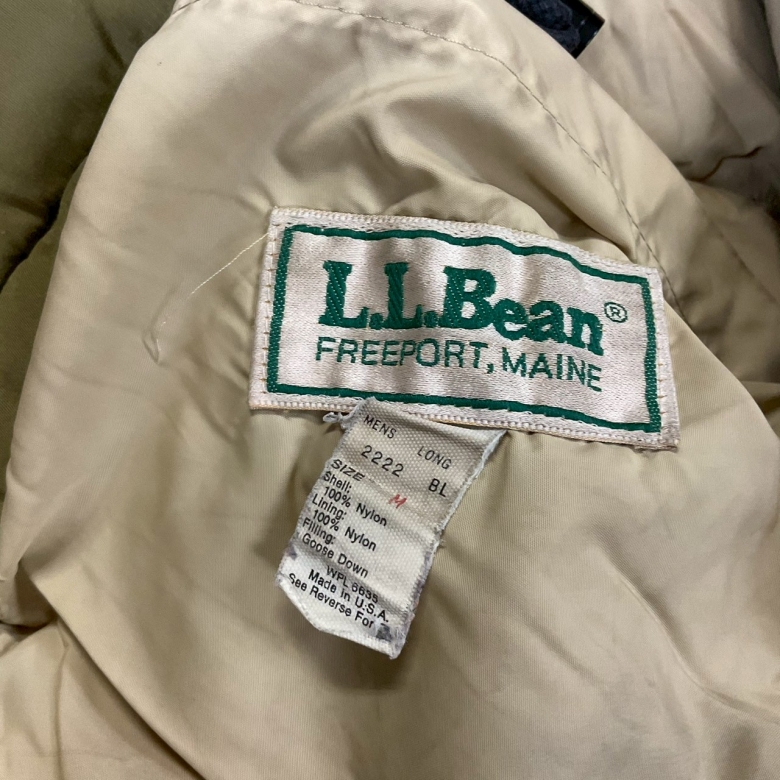 L.L.Bean®
FREEPORT, MAINE
MENS LONG
2222 BL
SIZE M
Shell:
100% Nylon
Lining:
100% Nylon
Filling:
Goose Down
WPL 6635
Made in U.S.A.
See Reverse For